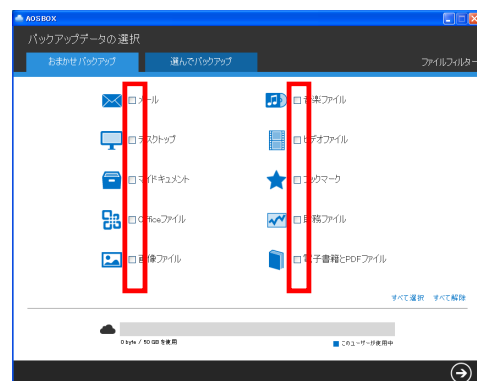 AOSBOX
バックアップデータの選択
おまかせバックアップ
選んでバックアップ
ファイルフィルター
メール
音楽ファイル
デスクトップ
ビデオファイル
マイドキュメント
ブックマーク
Officeファイル
財務ファイル
画像ファイル
電子書籍とPDFファイル
すべて選択 すべて解除
0 byte / 50 GB を使用
このユーザーが使用中